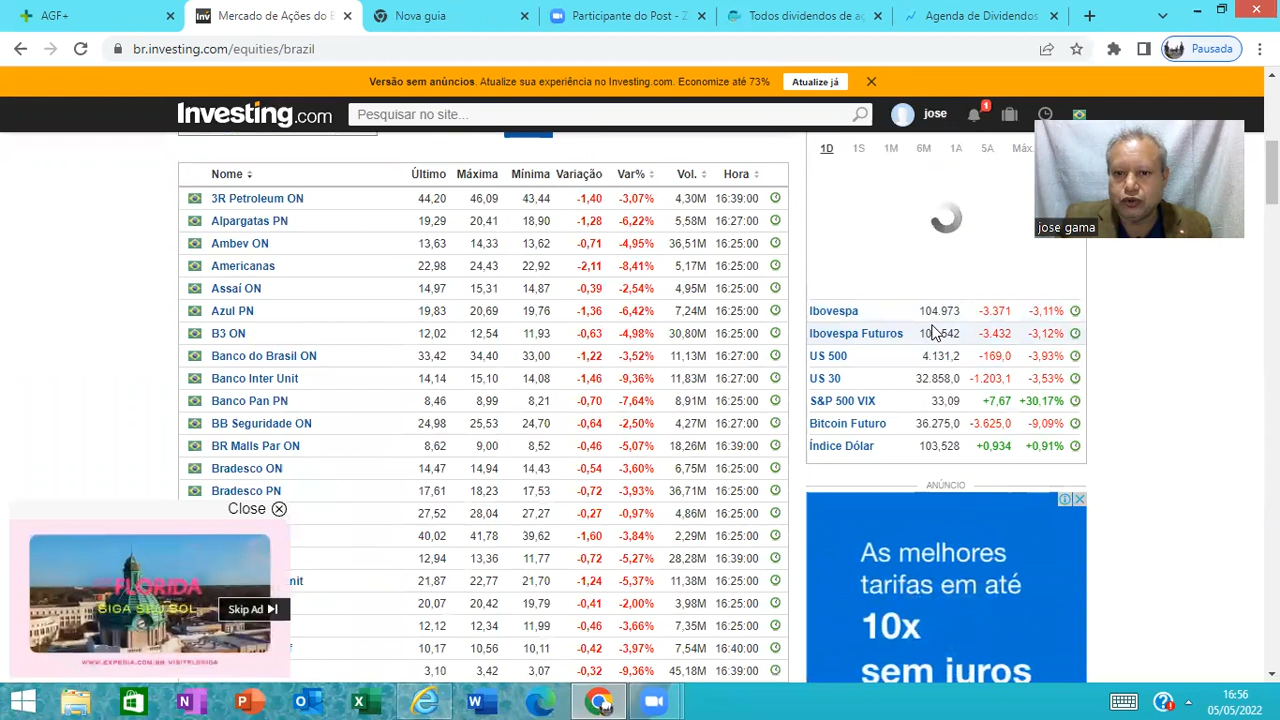 AGF+
Mercado de Ações do B
Nova guia
Participante do Post - Z
Todos dividendos de aç
Agenda de Dividendos
br.investing.com/equities/brazil
Pausada
Versão sem anúncios. Atualize sua experiência no Investing.com. Economize até 73%
Atualize já
Investing.com
Pesquisar no site...
jose
1
1D 1S 1M 6M 1A 5A Máx.
jose gama
Nome Último Máxima Mínima Variação Var% Vol. Hora
3R Petroleum ON 44,20 46,09 43,44 -1,40 -3,07% 4,30M 16:39:00
Alpargatas PN 19,29 20,41 18,90 -1,28 -6,22% 5,58M 16:27:00
Ambev ON 13,63 14,33 13,62 -0,71 -4,95% 36,51M 16:25:00
Americanas 22,98 24,43 22,92 -2,11 -8,41% 5,17M 16:25:00
Assaí ON 14,97 15,31 14,76 -0,39 -2,54% 4,95M 16:25:00
Azul PN 19,83 20,69 19,76 -1,36 -6,42% 7,24M 16:27:00
B3 ON 12,02 12,54 11,93 -0,63 -4,98% 30,80M 16:25:00
Banco do Brasil ON 33,42 34,40 33,00 -1,22 -3,52% 11,13M 16:27:00
Banco Inter Unit 14,14 15,10 14,08 -1,46 -9,36% 11,83M 16:27:00
Banco Pan PN 8,46 8,99 8,21 -0,70 -7,64% 8,91M 16:27:00
BB Seguridade ON 24,98 25,53 24,70 -0,64 -2,50% 4,27M 16:27:00
BR Malls Par ON 8,62 9,00 8,52 -0,46 -5,07% 18,26M 16:39:00
Bradesco ON 14,47 14,94 14,43 -0,54 -3,60% 6,75M 16:25:00
Bradesco PN 17,61 18,23 17,53 -0,72 -3,93% 36,71M 16:25:00
27,52 28,04 27,27 -0,27 -0,97% 4,86M 16:25:00
40,02 41,78 39,62 -1,60 -3,84% 2,29M 16:25:00
12,94 13,36 11,77 -0,72 -5,27% 28,28M 16:39:00
nit 21,87 22,77 21,70 -1,24 -5,37% 11,38M 16:25:00
20,07 20,42 19,79 -0,41 -2,00% 3,98M 16:25:00
12,12 12,34 11,99 -0,46 -3,66% 7,35M 16:25:00
10,17 10,56 10,11 -0,42 -3,97% 7,54M 16:40:00
3,10 3,42 3,07 -0,32 -9,36% 45,18M 16:39:00
Ibovespa 104.973 -3.371 -3,11%
Ibovespa Futuros -3.432 -3,12%
US 500 4.131,2 -169,0 -3,93%
US 30 32.858,0 -1.203,1 -3,53%
S&P 500 VIX 33,09 +7,67 +30,17%
Bitcoin Futuro 36.275,0 -3.625,0 -9,09%
Índice Dólar 103,528 +0,934 +0,91%
ANÚNCIO
As melhores
tarifas em até
10x
sem juros
Close
FLORIDA
SIGA SEU SOL
Skip Ad
WWW.EXPEDIA.COM.BR/VISITFLORIDA
16:56
05/05/2022